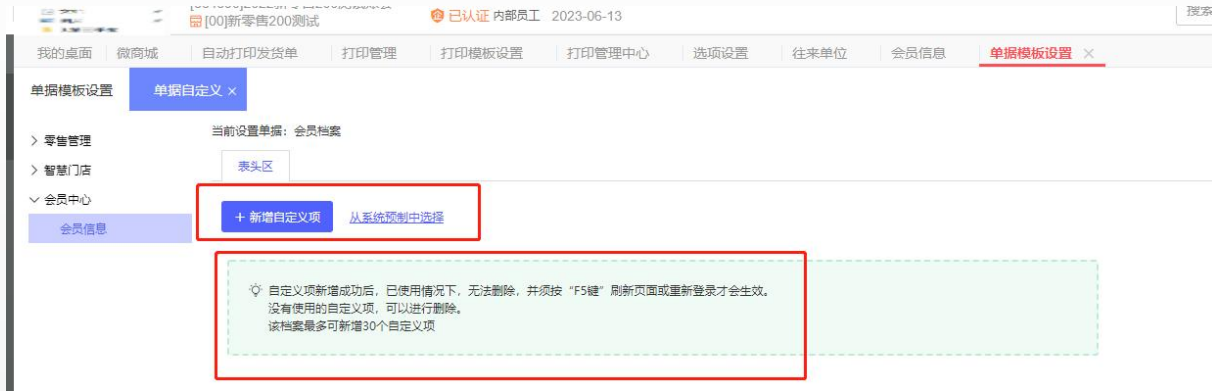 [00]新零售200测试
已认证 内部员工 2023-06-13
搜索
我的桌面 微商城 自动打印发货单 打印管理 打印模板设置 打印管理中心 选项设置 往来单位 会员信息 单据模板设置 ×
单据模板设置 单据自定义 ×
当前设置单据：会员档案
零售管理
表头区
智慧门店
会员中心
+ 新增自定义项 从系统预制中选择
会员信息
自定义项新增成功后，已使用情况下，无法删除，并须按“F5键”刷新页面或重新登录才会生效。
没有使用的自定义项，可以进行删除。
该档案最多可新增30个自定义项